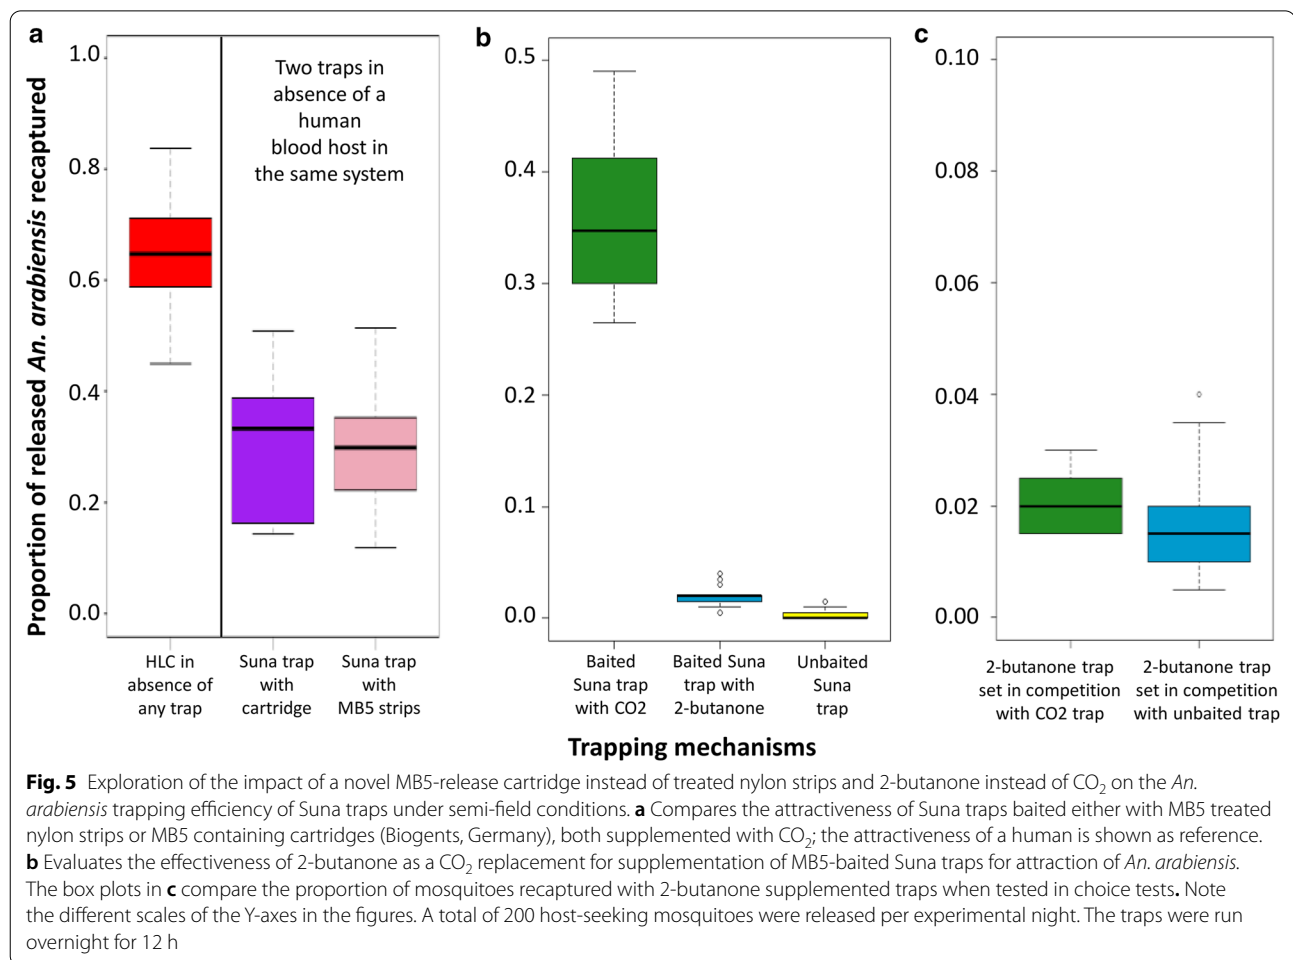 a
Proportion of released An. arabiensis recaptured
1.0
0.8
0.6
0.4
0.2
0.0
Two traps in
absence of a
human
blood host in
the same system
HLC in
absence of
any trap
Suna trap
with
cartridge
Suna trap
with
MB5 strips
b
0.5
0.4
0.3
0.2
0.1
0.0
Baited
Suna trap
with CO2
Baited Suna
trap with
2-butanone
Unbaited
Suna
trap
c
0.10
0.08
0.06
0.04
0.02
0.00
2-butanone trap
set in competition
with CO2 trap
2-butanone trap
set in competition
with unbaited trap
Trapping mechanisms
Fig. 5 Exploration of the impact of a novel MB5-release cartridge instead of treated nylon strips and 2-butanone instead of CO₂ on the An.
arabiensis trapping efficiency of Suna traps under semi-field conditions. a Compares the attractiveness of Suna traps baited either with MB5 treated
nylon strips or MB5 containing cartridges (Biogents, Germany), both supplemented with CO₂; the attractiveness of a human is shown as reference.
b Evaluates the effectiveness of 2-butanone as a CO₂ replacement for supplementation of MB5-baited Suna traps for attraction of An. arabiensis.
The box plots in c compare the proportion of mosquitoes recaptured with 2-butanone supplemented traps when tested in choice tests. Note
the different scales of the Y-axes in the figures. A total of 200 host-seeking mosquitoes were released per experimental night. The traps were run
overnight for 12 h